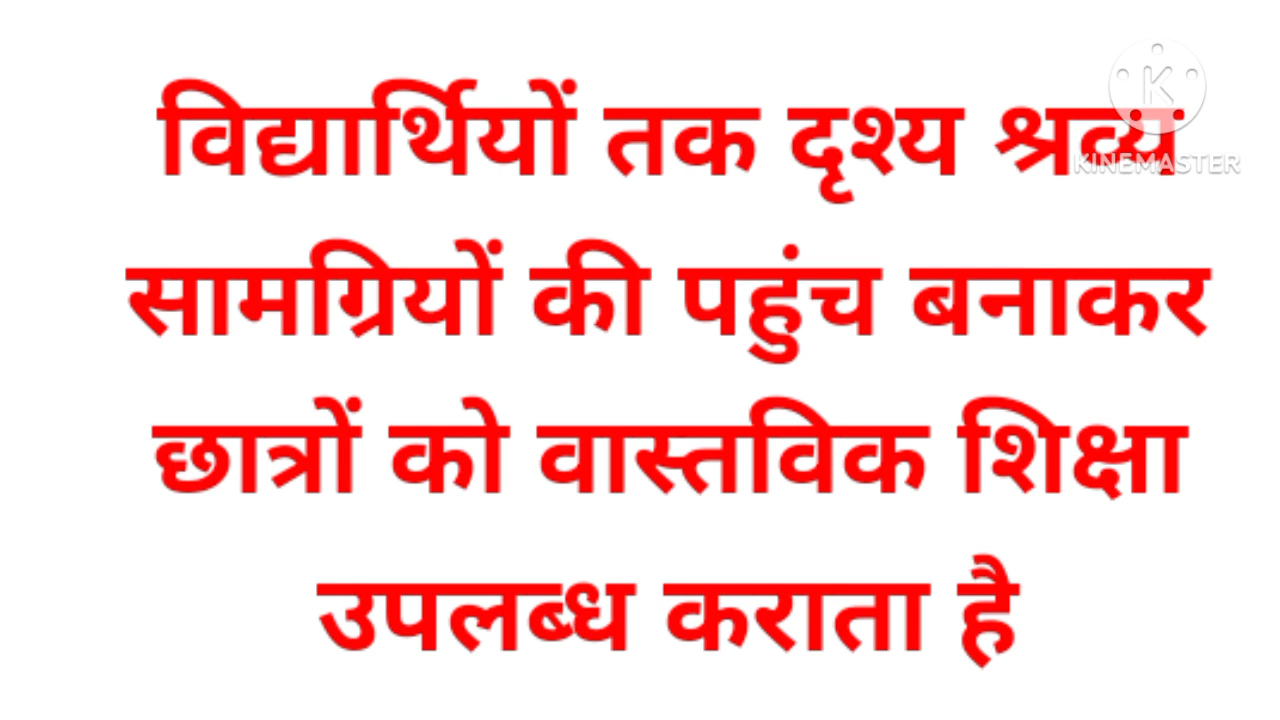 विद्यार्थियों तक दृश्य श्रव्य
सामग्रियों की पहुंच बनाकर
छात्रों को वास्तविक शिक्षा
उपलब्ध कराता है
K
KINEMASTER